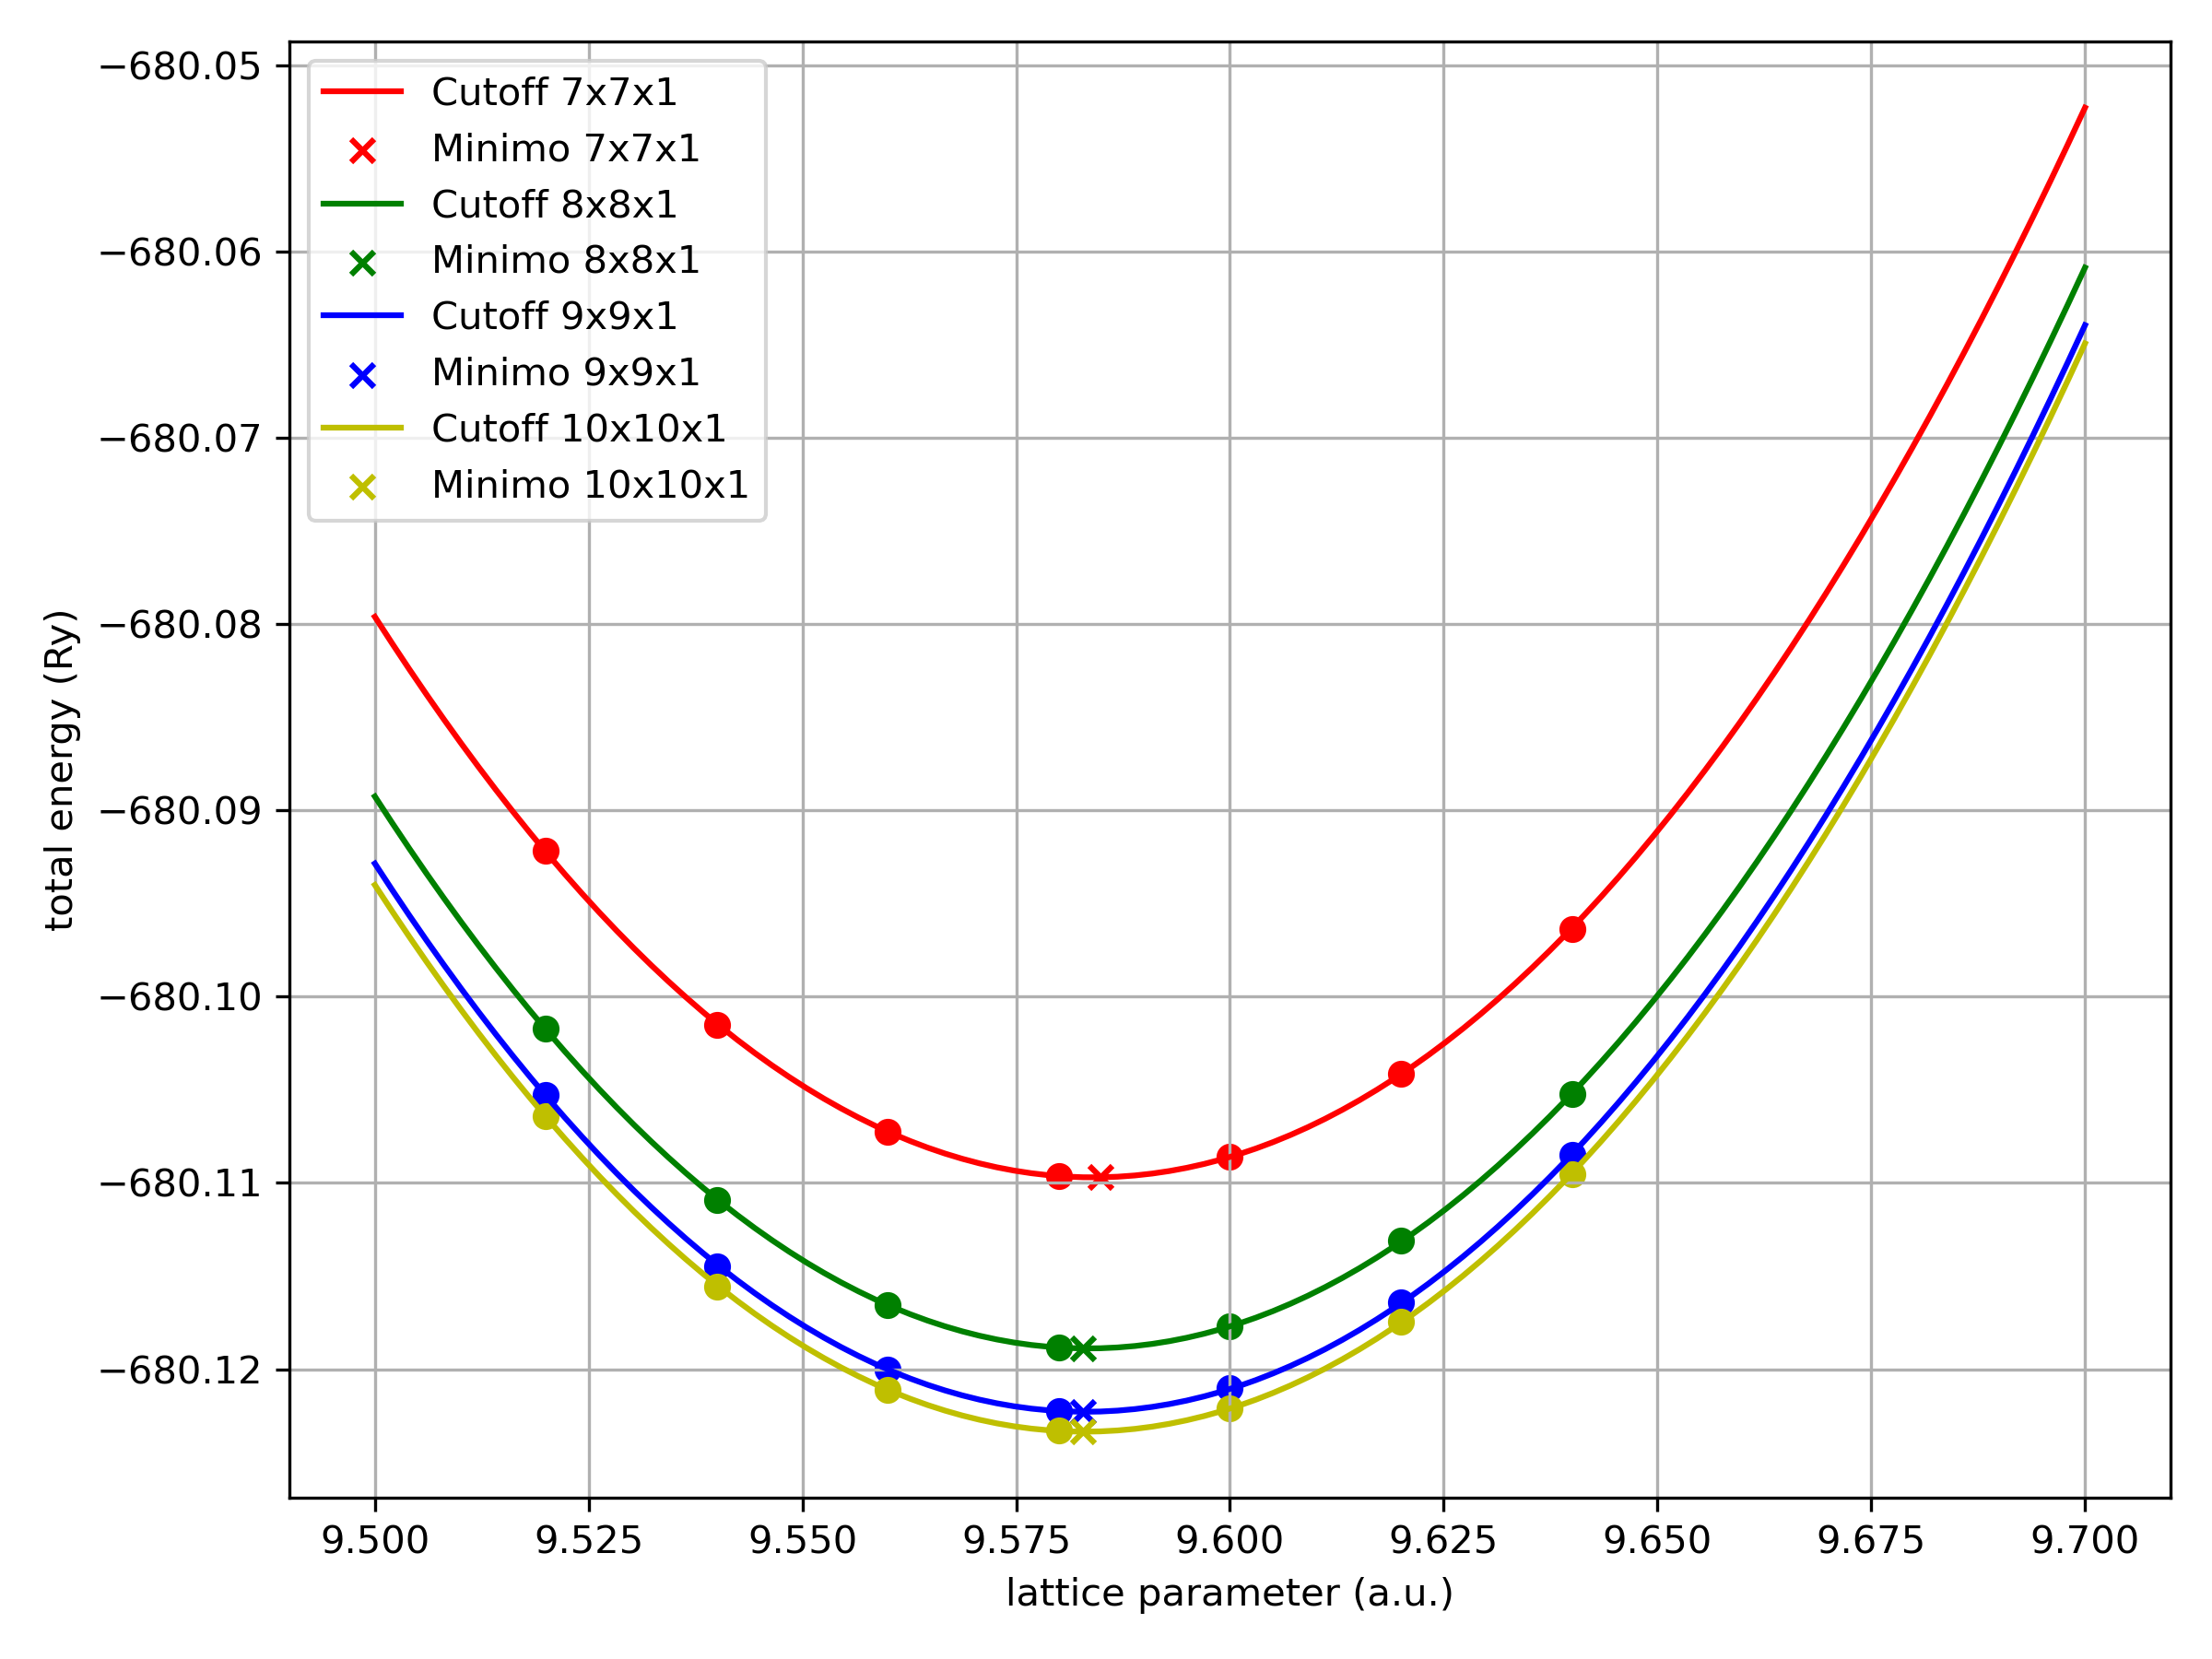 −680.05
−680.06
−680.07
−680.08
−680.09
−680.10
−680.11
−680.12
total energy (Ry)
Cutoff 7x7x1
Minimo 7x7x1
Cutoff 8x8x1
Minimo 8x8x1
Cutoff 9x9x1
Minimo 9x9x1
Cutoff 10x10x1
Minimo 10x10x1
9.500 9.525 9.550 9.575 9.600 9.625 9.650 9.675 9.700
lattice parameter (a.u.)